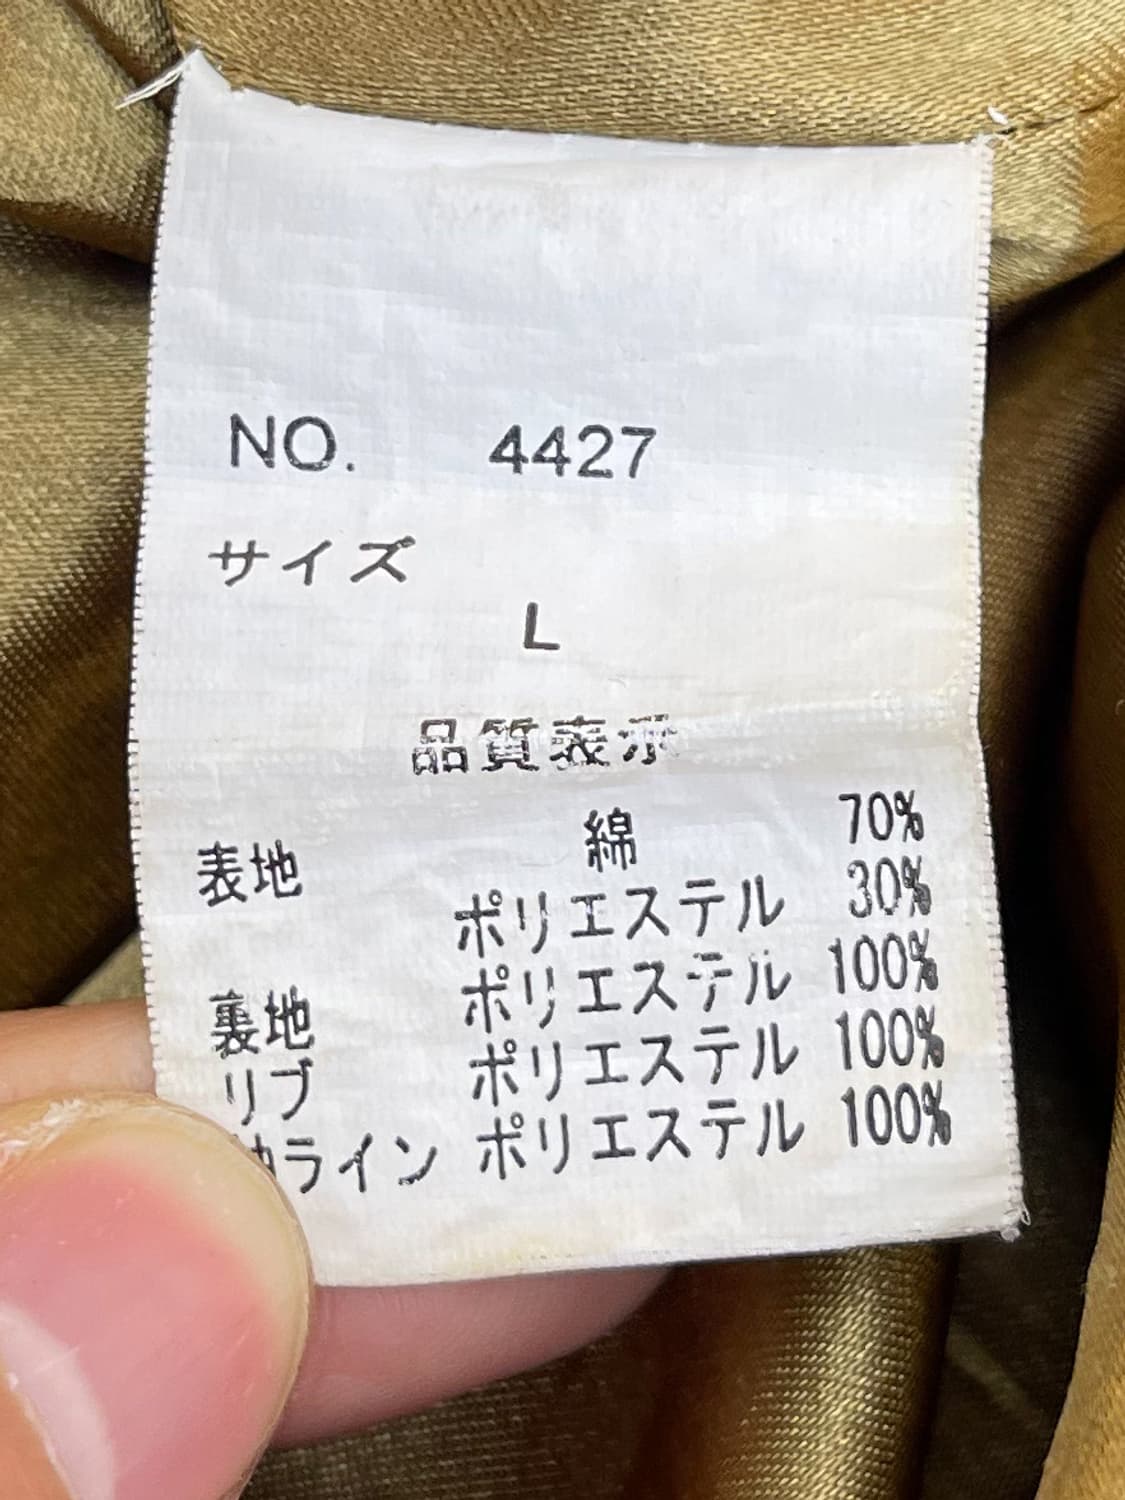 NO. 4427
サイズ
L
品質表示
表地 綿 70%
ポリエステル 30%
裏地 ポリエステル 100%
リブ ポリエステル 100%
ライン ポリエステル 100%